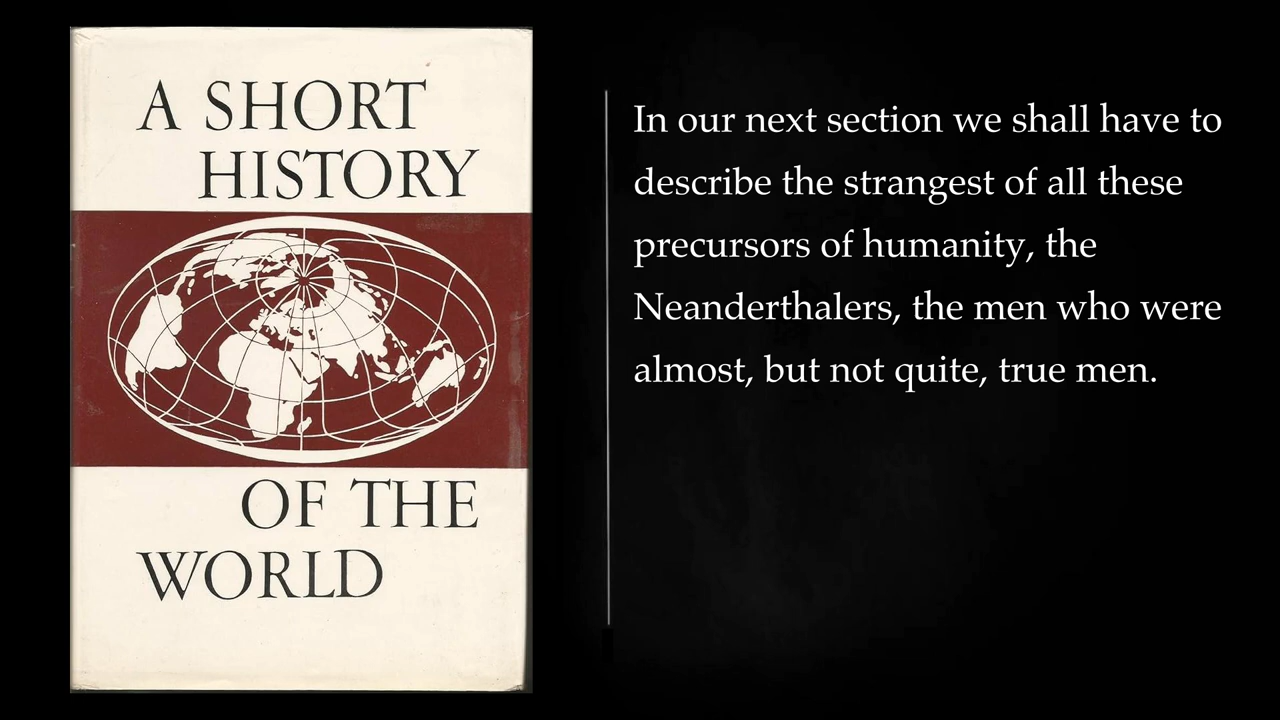 A SHORT
HISTORY
OF THE
WORLD
In our next section we shall have to
describe the strangest of all these
precursors of humanity, the
Neanderthalers, the men who were
almost, but not quite, true men.